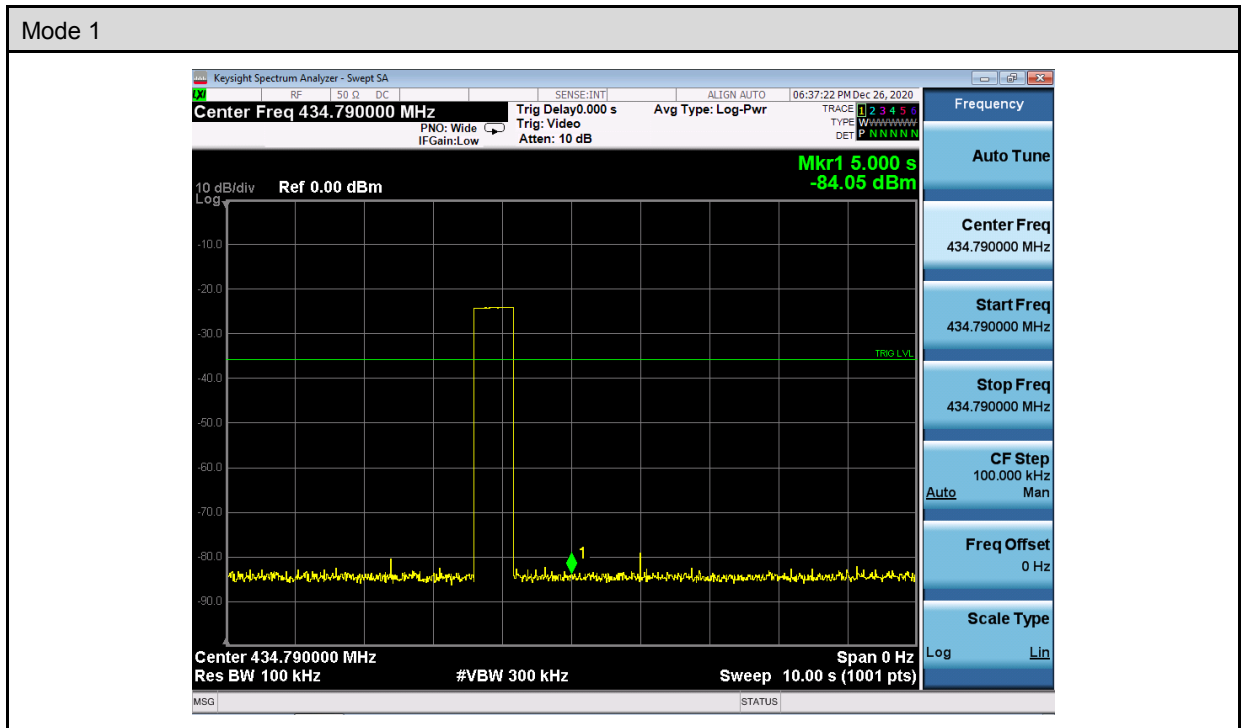 Mode 1
Keysight Spectrum Analyzer - Swept SA
LXI RF 50 Ω DC SENSE:INT ALIGN AUTO 06:37:22 PM Dec 26, 2020
Center Freq 434.790000 MHz
PNO: Wide
IFGain:Low
Trig Delay0.000 s
Trig: Video
Atten: 10 dB
Avg Type: Log-Pwr
TRACE 1 2 3 4 5 6
TYPE WWWWWW
DET P NNNNN
Mkr1 5.000 s
-84.05 dBm
10 dB/div Ref 0.00 dBm
Log
-10.0
-20.0
-30.0
TRIG LVL
-40.0
-50.0
-60.0
-70.0
-80.0
1
-90.0
Center 434.790000 MHz Span 0 Hz
Res BW 100 kHz #VBW 300 kHz Sweep 10.00 s (1001 pts)
MSG STATUS
Frequency
Auto Tune
Center Freq
434.790000 MHz
Start Freq
434.790000 MHz
Stop Freq
434.790000 MHz
CF Step
100.000 kHz
Auto Man
Freq Offset
0 Hz
Scale Type
Log Lin